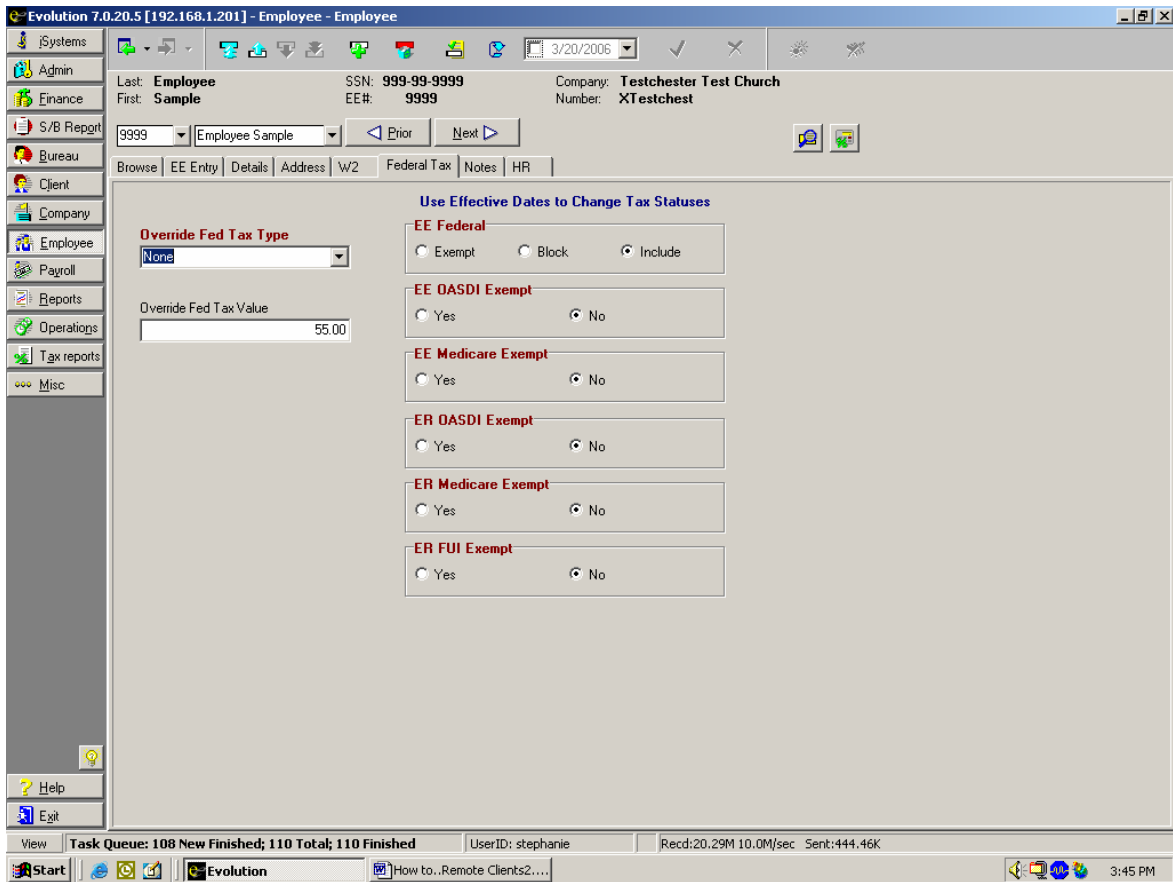 Evolution 7.0.20.5 [192.168.1.201] - Employee - Employee
iSystems
Admin
Finance
S/B Report
Bureau
Client
Company
Employee
Payroll
Reports
Operations
Tax reports
Misc
Help
Exit
3/20/2006
Last: Employee SSN: 999-99-9999 Company: Testchester Test Church
First: Sample EE#: 9999 Number: XTestchest
9999 Employee Sample Prior Next
Browse EE Entry Details Address W2 Federal Tax Notes HR
Use Effective Dates to Change Tax Statuses
Override Fed Tax Type
None
Override Fed Tax Value
55.00
EE Federal
Exempt Block Include
EE OASDI Exempt
Yes No
EE Medicare Exempt
Yes No
ER OASDI Exempt
Yes No
ER Medicare Exempt
Yes No
ER FUI Exempt
Yes No
View Task Queue: 108 New Finished; 110 Total; 110 Finished UserID: stephanie Recd:20.29M 10.0M/sec Sent:444.46K
Start Evolution How to..Remote Clients2.... 3:45 PM